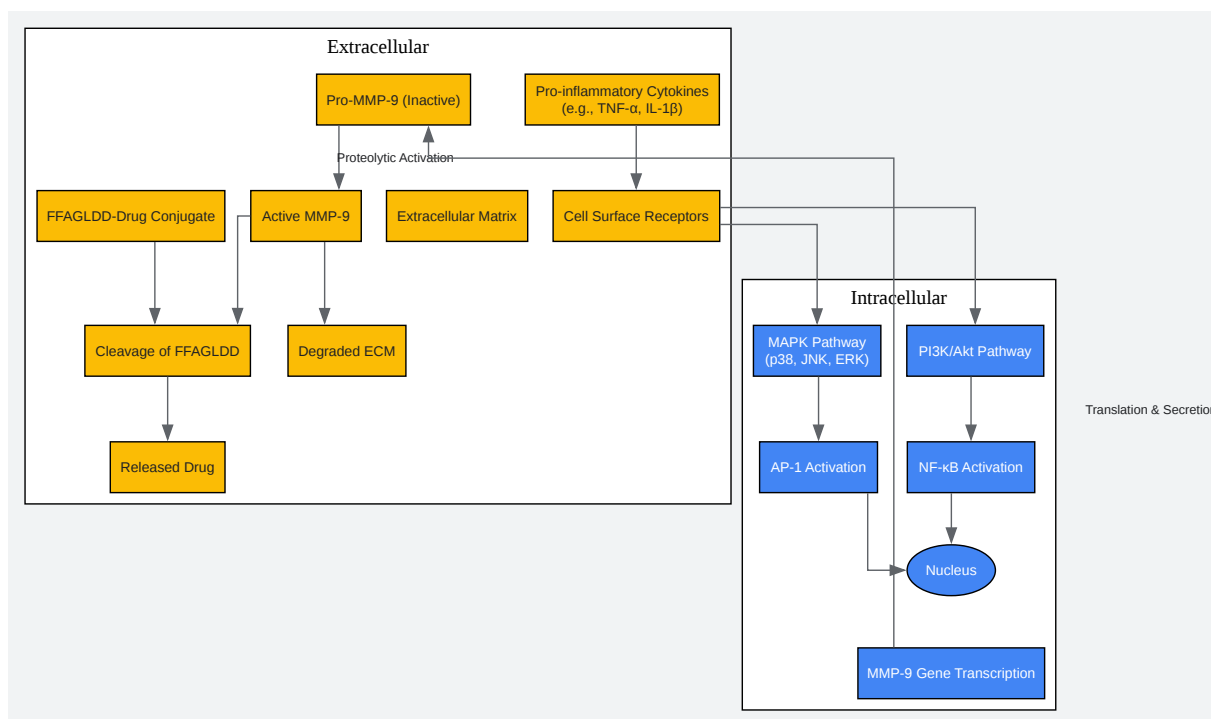 Extracellular
Pro-MMP-9 (Inactive)
Pro-inflammatory Cytokines
(e.g., TNF-α, IL-1β)
Proteolytic Activation
FFAGLDD-Drug Conjugate
Active MMP-9
Extracellular Matrix
Cell Surface Receptors
Intracellular
Cleavage of FFAGLDD
Degraded ECM
MAPK Pathway
(p38, JNK, ERK)
PI3K/Akt Pathway
Translation & Secretion
Released Drug
AP-1 Activation
NF-κB Activation
Nucleus
MMP-9 Gene Transcription